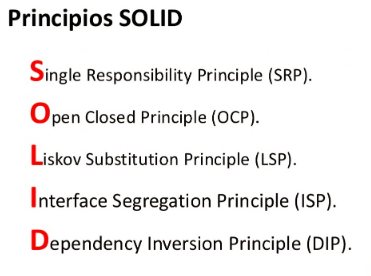 Principios SOLID
Single Responsibility Principle (SRP).
Open Closed Principle (OCP).
Liskov Substitution Principle (LSP).
Interface Segregation Principle (ISP).
Dependency Inversion Principle (DIP).